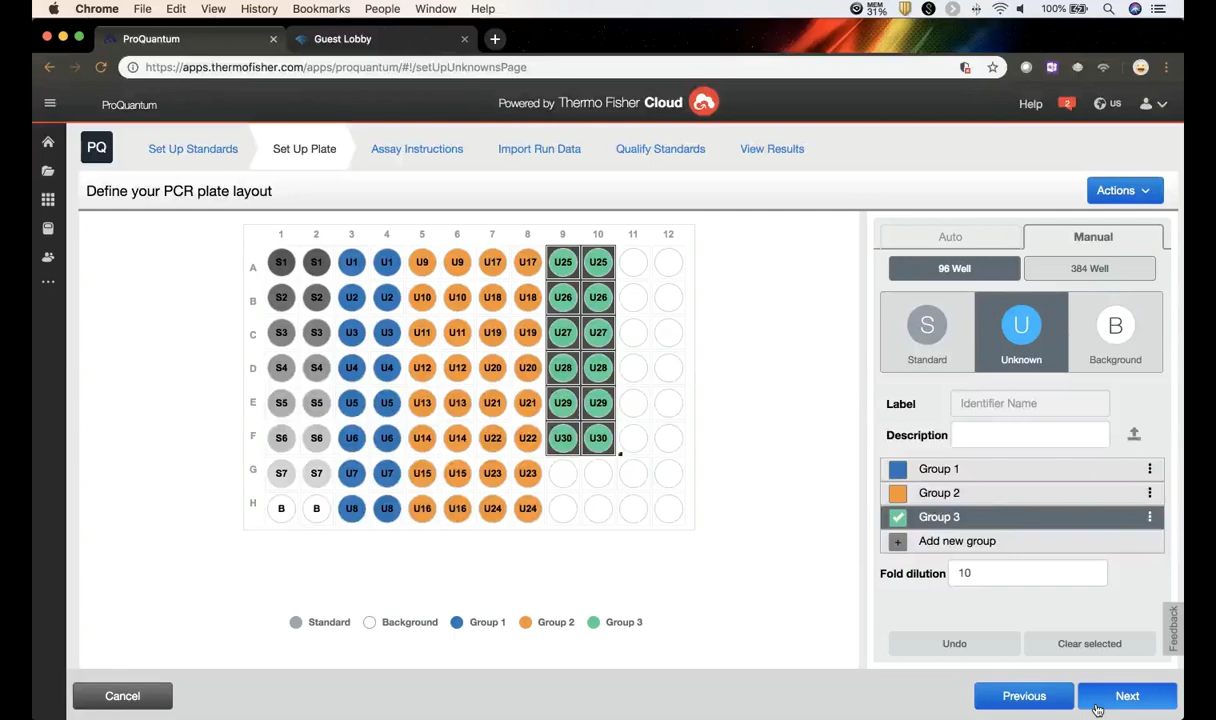 Chrome File Edit View History Bookmarks People Window Help MEM 31% S 100%
ProQuantum × Guest Lobby × +
https://apps.thermofisher.com/apps/proquantum/#!/setUpUnknownsPage
ProQuantum Powered by Thermo Fisher Cloud Help 2 US
PQ Set Up Standards Set Up Plate Assay Instructions Import Run Data Qualify Standards View Results
Define your PCR plate layout Actions
1 2 3 4 5 6 7 8 9 10 11 12
A S1 S1 U1 U1 U9 U9 U17 U17 U25 U25
B S2 S2 U2 U2 U10 U10 U18 U18 U26 U26
C S3 S3 U3 U3 U11 U11 U19 U19 U27 U27
D S4 S4 U4 U4 U12 U12 U20 U20 U28 U28
E S5 S5 U5 U5 U13 U13 U21 U21 U29 U29
F S6 S6 U6 U6 U14 U14 U22 U22 U30 U30
G S7 S7 U7 U7 U15 U15 U23 U23
H B B U8 U8 U16 U16 U24 U24
Standard Background Group 1 Group 2 Group 3
Auto Manual
96 Well 384 Well
S U B
Standard Unknown Background
Label Identifier Name
Description
Group 1
Group 2
Group 3
+ Add new group
Fold dilution 10
Undo Clear selected
Feedback
Cancel Previous Next